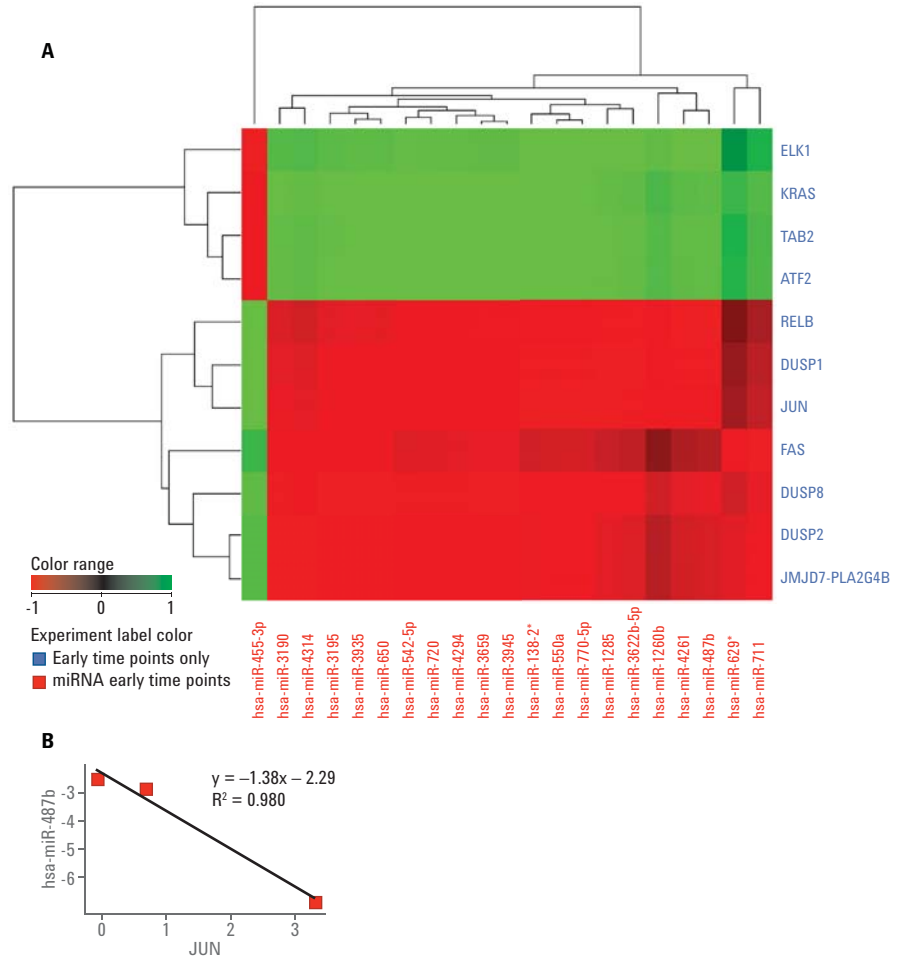 A
ELK1
KRAS
TAB2
ATF2
RELB
DUSP1
JUN
FAS
DUSP8
DUSP2
JMJD7-PLA2G4B
Color range
-1 0 1
Experiment label color
Early time points only
miRNA early time points
hsa-miR-455-3p
hsa-miR-3190
hsa-miR-4314
hsa-miR-3195
hsa-miR-3935
hsa-miR-650
hsa-miR-542-5p
hsa-miR-720
hsa-miR-4294
hsa-miR-3659
hsa-miR-3945
hsa-miR-138-2*
hsa-miR-550a
hsa-miR-770-5p
hsa-miR-1285
hsa-miR-3622b-5p
hsa-miR-1260b
hsa-miR-4261
hsa-miR-487b
hsa-miR-629*
hsa-miR-711
B
y = –1.38x – 2.29
R² = 0.980
hsa-miR-487b
-3
-4
-5
-6
0 1 2 3
JUN